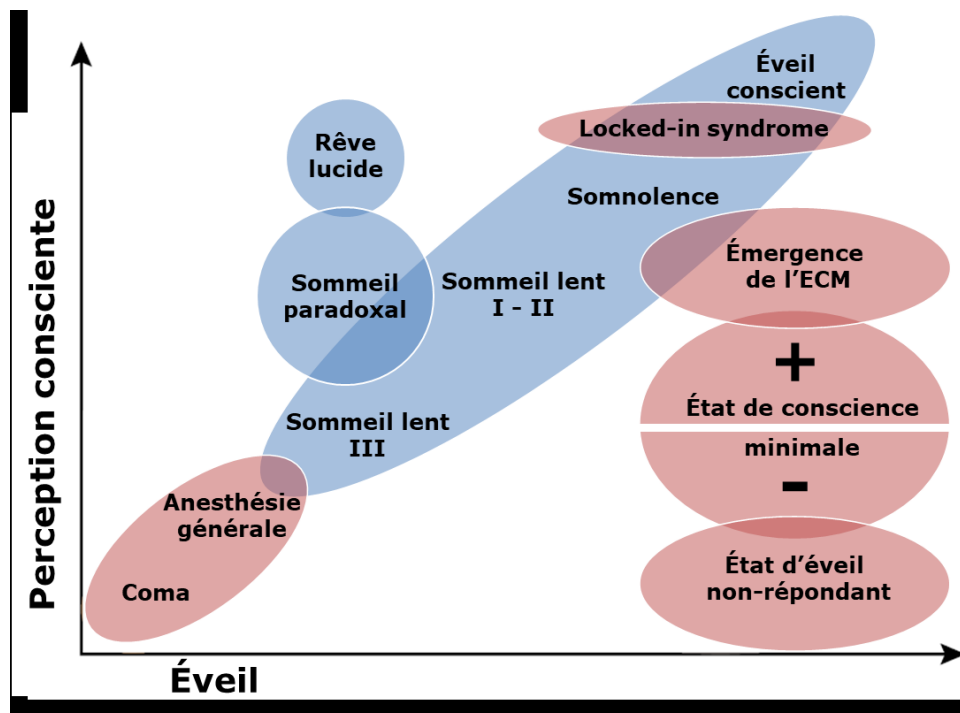 Éveil
conscient
Locked-in syndrome
Rêve
lucide
Somnolence
Émergence
de l’ECM
Sommeil
paradoxal
Sommeil lent
I - II
+
État de conscience
minimale
-
Sommeil lent
III
Anesthésie
générale
Coma
État d’éveil
non-répondant
Perception consciente
Éveil